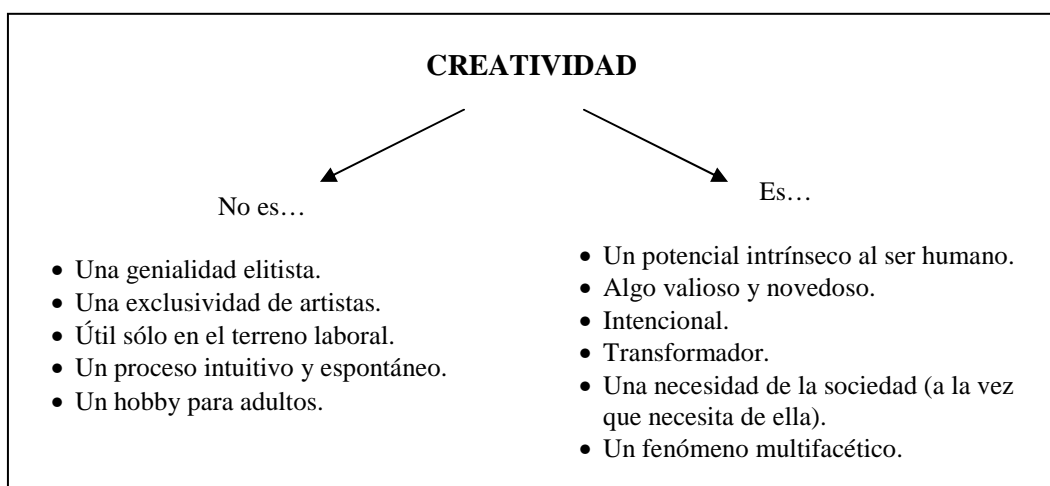 CREATIVIDAD
No es…
• Una genialidad elitista.
• Una exclusividad de artistas.
• Útil sólo en el terreno laboral.
• Un proceso intuitivo y espontáneo.
• Un hobby para adultos.
Es…
• Un potencial intrínseco al ser humano.
• Algo valioso y novedoso.
• Intencional.
• Transformador.
• Una necesidad de la sociedad (a la vez
que necesita de ella).
• Un fenómeno multifacético.